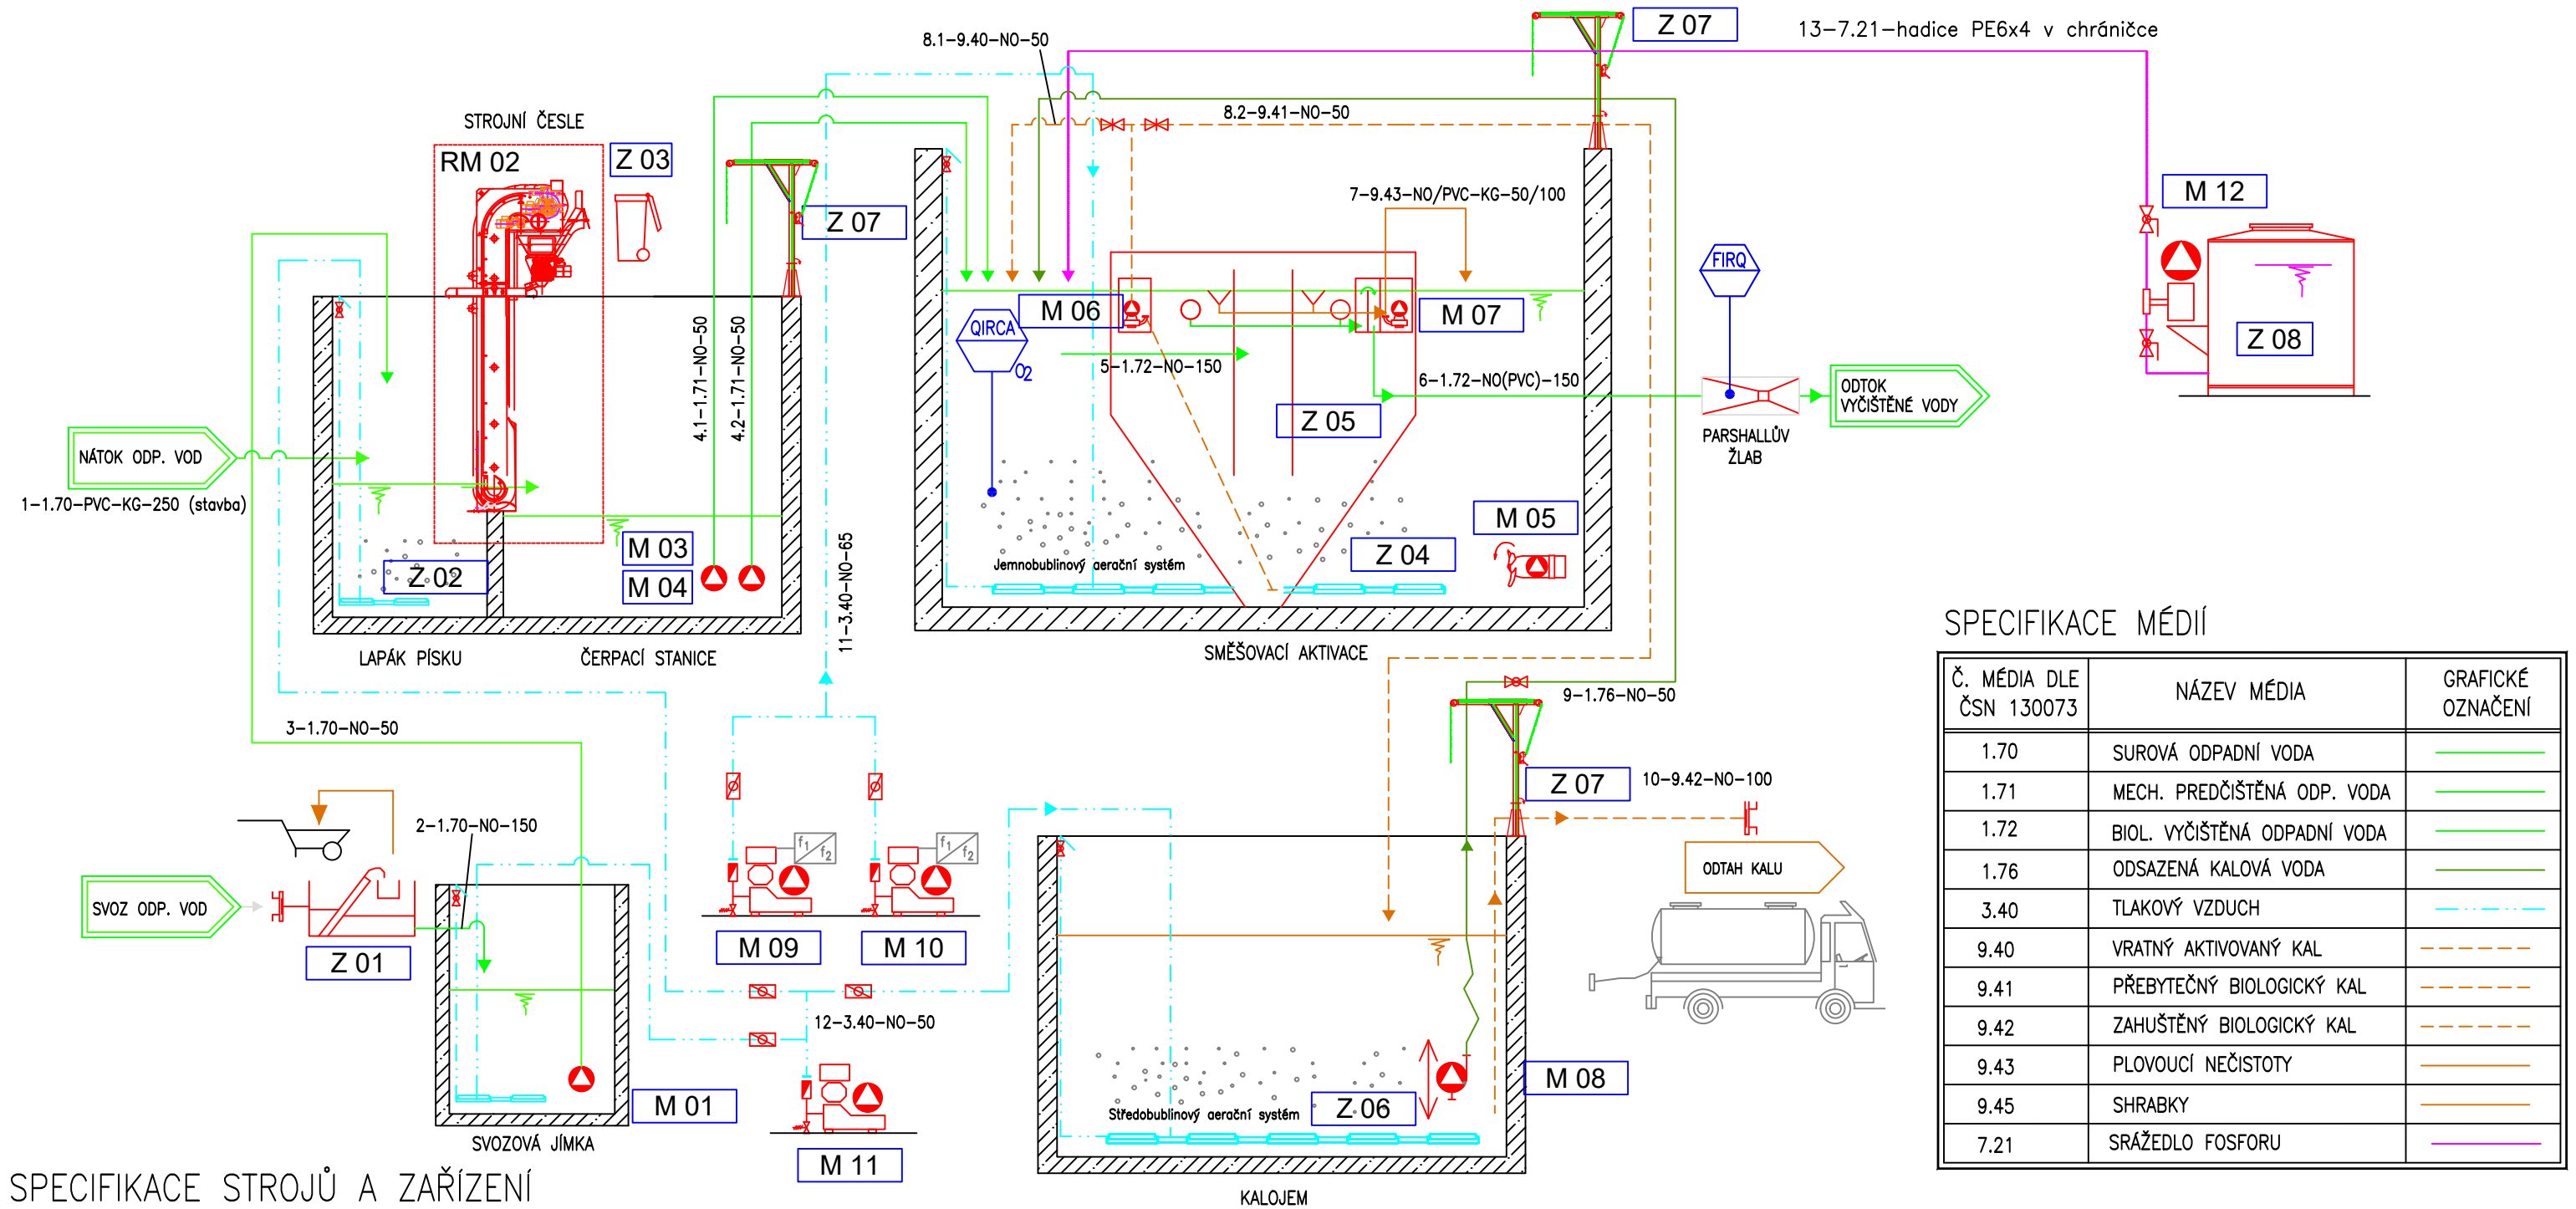 13-7.21-hadice PE6x4 v chráničce
Z 07
8.1-9.40-NO-50
8.2-9.41-NO-50
STROJNÍ ČESLE
RM 02
Z 03
Z 07
7-9.43-NO/PVC-KG-50/100
M 12
FIRQ
M 06
M 07
QIRCA
O2
Z 08
4.1-1.71-NO-50
4.2-1.71-NO-50
5-1.72-NO-150
6-1.72-NO(PVC)-150
Z 05
ODTOK
VYČIŠTĚNÉ VODY
PARSHALLŮV
ŽLAB
NÁTOK ODP. VOD
1-1.70-PVC-KG-250 (stavba)
M 03
M 04
Z 02
M 05
Z 04
Jemnobublinový aerační systém
11-3.40-NO-65
LAPÁK PÍSKU
ČERPACÍ STANICE
SMĚŠOVACÍ AKTIVACE
9-1.76-NO-50
3-1.70-NO-50
Z 07
10-9.42-NO-100
2-1.70-NO-150
f1
f2
f1
f2
ODTAH KALU
SVOZ ODP. VOD
Z 01
M 09
M 10
12-3.40-NO-50
M 01
M 08
Středobublinový aerační systém
Z 06
SVOZOVÁ JÍMKA
M 11
KALOJEM
SPECIFIKACE STROJŮ A ZAŘÍZENÍ
SPECIFIKACE MÉDIÍ
Č. MÉDIA DLE
ČSN 130073
NÁZEV MÉDIA
GRAFICKÉ
OZNAČENÍ
1.70 SUROVÁ ODPADNÍ VODA
1.71 MECH. PREDČIŠTĚNÁ ODP. VODA
1.72 BIOL. VYČIŠTĚNÁ ODPADNÍ VODA
1.76 ODSAZENÁ KALOVÁ VODA
3.40 TLAKOVÝ VZDUCH
9.40 VRATNÝ AKTIVOVANÝ KAL
9.41 PŘEBYTEČNÝ BIOLOGICKÝ KAL
9.42 ZAHUŠTĚNÝ BIOLOGICKÝ KAL
9.43 PLOVOUCÍ NEČISTOTY
9.45 SHRABKY
7.21 SRÁŽEDLO FOSFORU